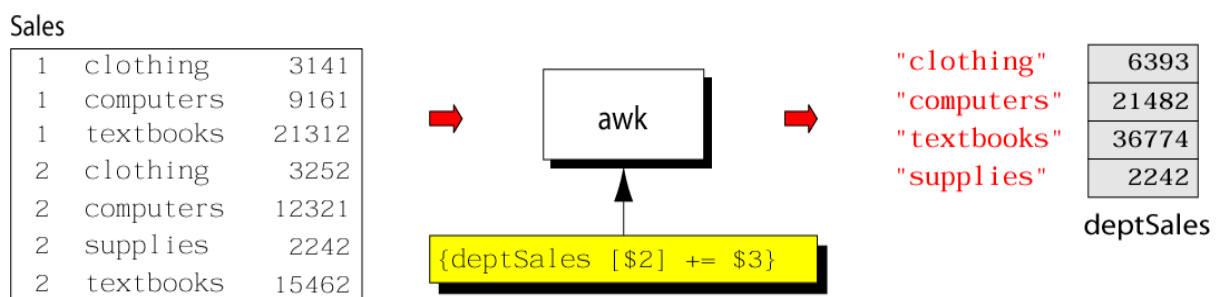 Sales
1 clothing 3141
1 computers 9161
1 textbooks 21312
2 clothing 3252
2 computers 12321
2 supplies 2242
2 textbooks 15462
awk
{deptSales [$2] += $3}
"clothing" 6393
"computers" 21482
"textbooks" 36774
"supplies" 2242
deptSales